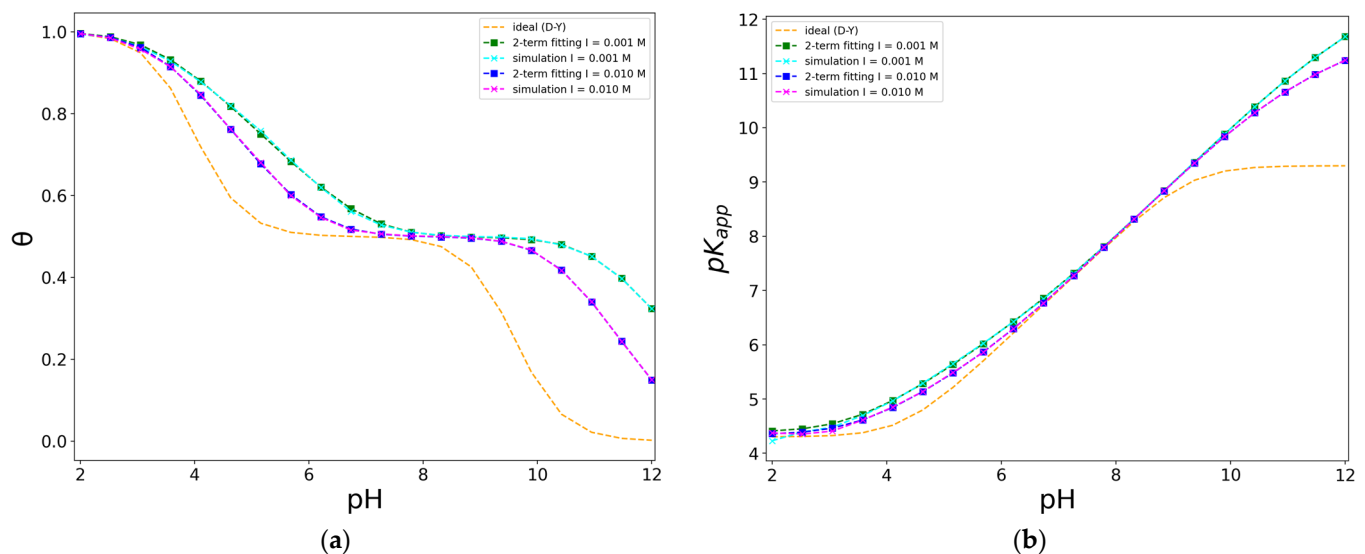 ideal (D-Y)
2-term fitting I = 0.001 M
simulation I = 0.001 M
2-term fitting I = 0.010 M
simulation I = 0.010 M
1.0
0.8
0.6
0.4
0.2
0.0
θ
2 4 6 8 10 12
pH
(a)
ideal (D-Y)
2-term fitting I = 0.001 M
simulation I = 0.001 M
2-term fitting I = 0.010 M
simulation I = 0.010 M
12
11
10
9
8
7
6
5
4
pKapp
2 4 6 8 10 12
pH
(b)